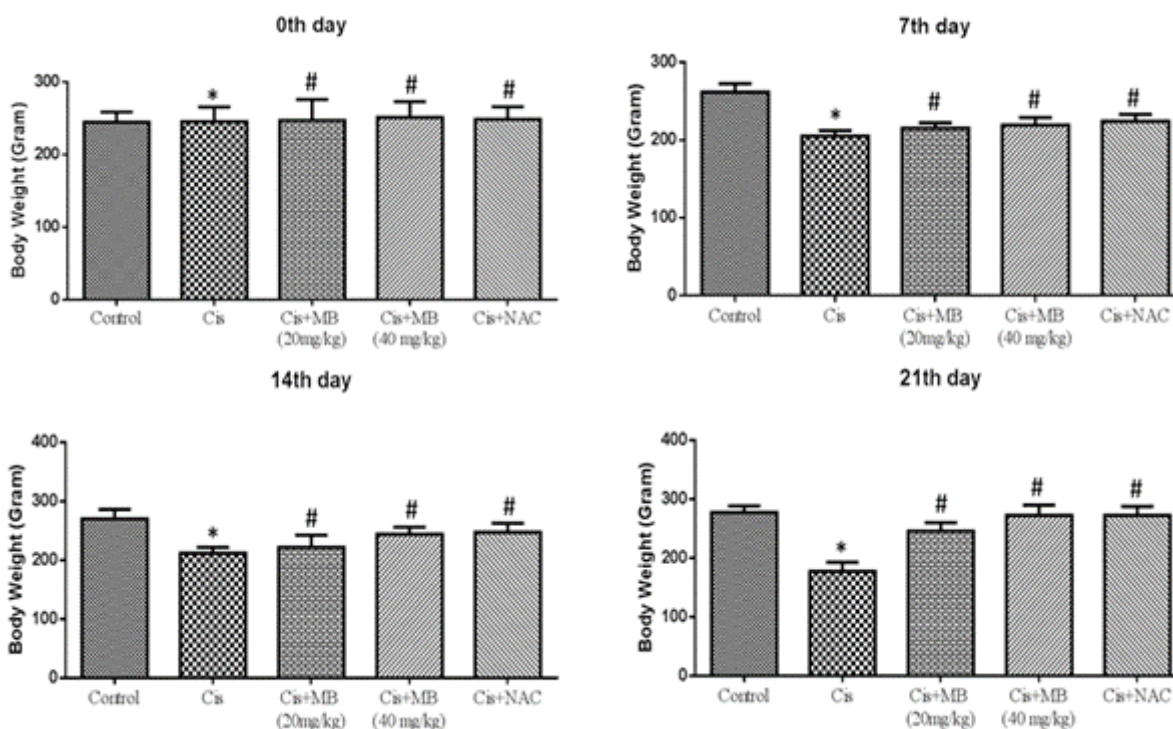 0th day
Body Weight (Gram)
300
200
100
0
* # # #
Control Cis Cis+MB Cis+MB Cis+NAC
(20mg/kg) (40 mg/kg)
7th day
Body Weight (Gram)
300
200
100
0
* # # #
Control Cis Cis+MB Cis+MB Cis+NAC
(20mg/kg) (40 mg/kg)
14th day
Body Weight (Gram)
400
300
200
100
0
* # # #
Control Cis Cis+MB Cis+MB Cis+NAC
(20mg/kg) (40 mg/kg)
21th day
Body Weight (Gram)
400
300
200
100
0
* # # #
Control Cis Cis+MB Cis+MB Cis+NAC
(20mg/kg) (40 mg/kg)